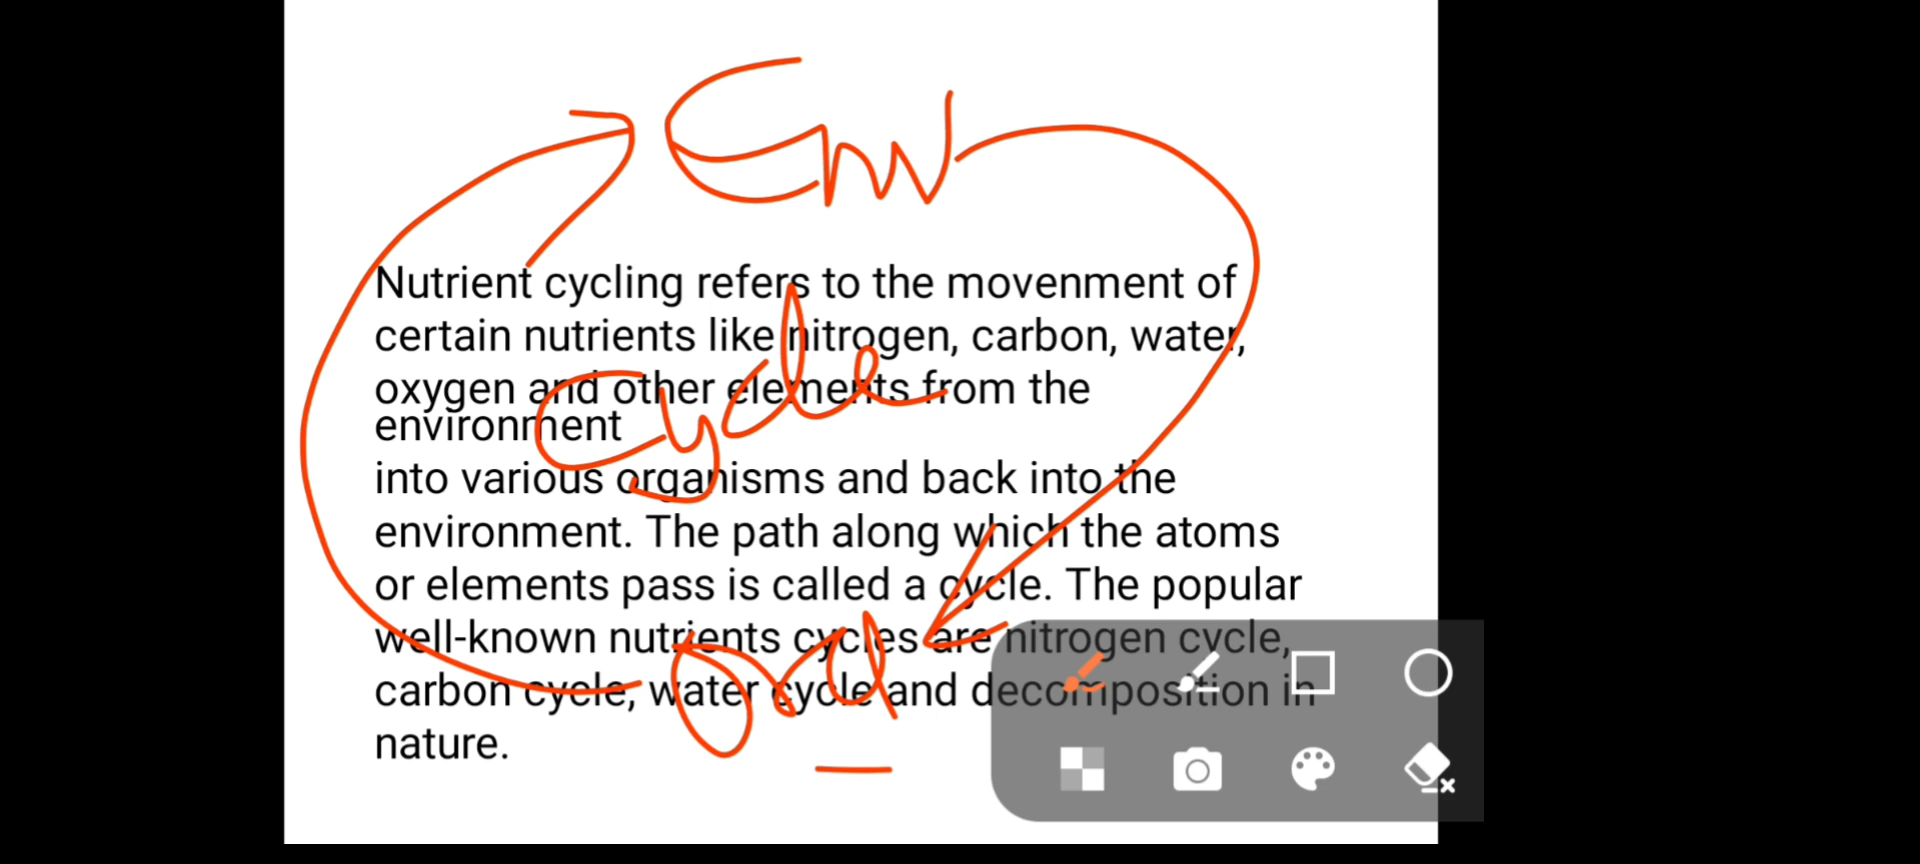 Env
Nutrient cycling refers to the movenment of
certain nutrients like nitrogen, carbon, water,
oxygen and other elements from the
environment
Cycle
into various organisms and back into the
environment. The path along which the atoms
or elements pass is called a cycle. The popular
well-known nutrients cycles are nitrogen cycle,
carbon cycle, water cycle and decomposition in
nature.